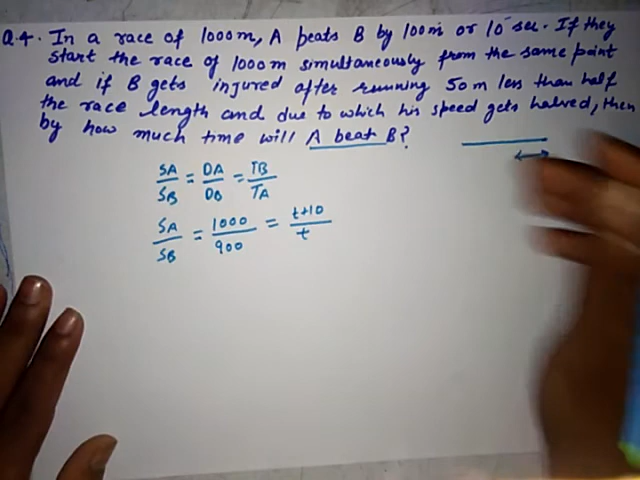 Q.4. In a race of 1000m, A beats B by 100m or 10 sec. If they
start the race of 1000m simultaneously from the same point
and if B gets injured after running 50m less than half
the race length and due to which his speed gets halved, then
by how much time will A beat B?
SA/SB = DA/DB = TB/TA
SA/SB = 1000/900 = t+10/t